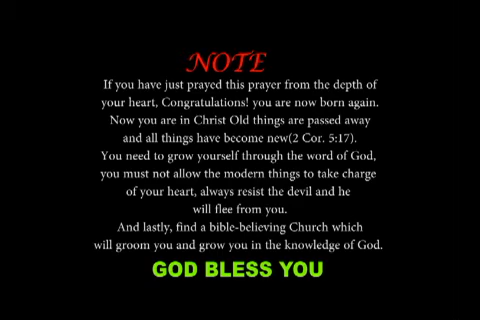 NOTE
If you have just prayed this prayer from the depth of
your heart, Congratulations! you are now born again.
Now you are in Christ Old things are passed away
and all things have become new(2 Cor. 5:17).
You need to grow yourself through the word of God,
you must not allow the modern things to take charge
of your heart, always resist the devil and he
will flee from you.
And lastly, find a bible-believing Church which
will groom you and grow you in the knowledge of God.
GOD BLESS YOU